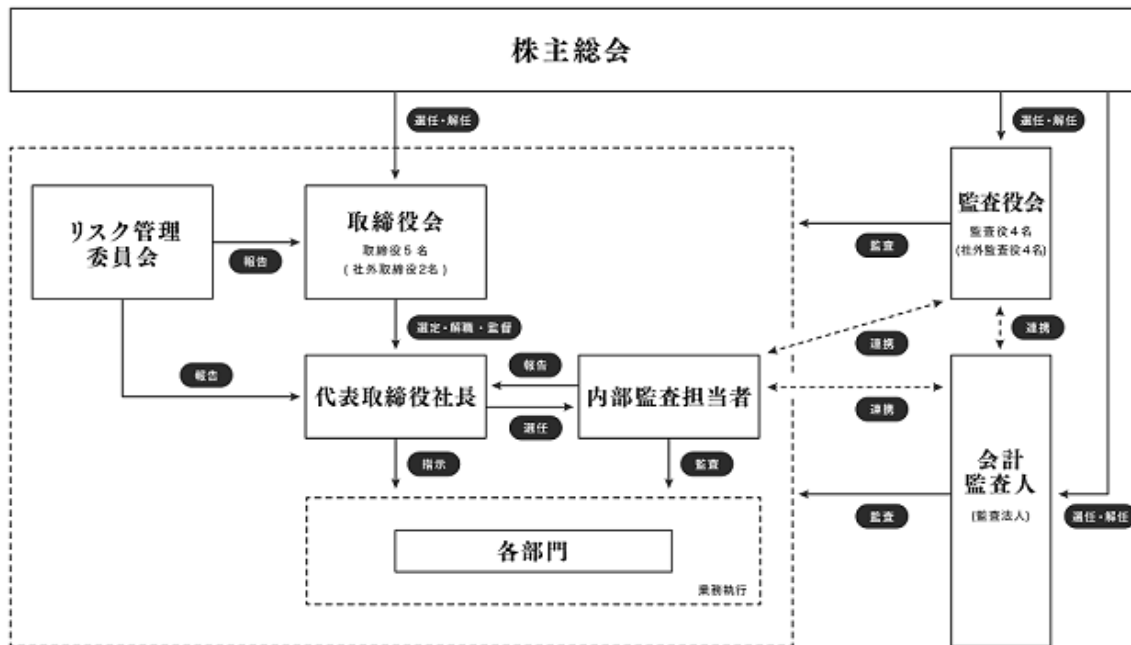 株主総会
選任・解任
選任・解任
リスク管理
委員会
報告
取締役会
取締役5名
(社外取締役2名)
監査役会
監査役4名
(社外監査役4名)
監査
選定・解職・監督
連携
連携
報告
代表取締役社長
報告
選任
内部監査担当者
連携
会計
監査人
(監査法人)
指示
監査
監査
選任・解任
各部門
業務執行